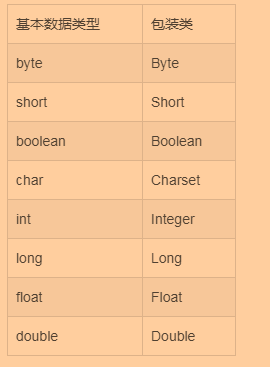 基本数据类型 包装类
byte Byte
short Short
boolean Boolean
char Charset
int Integer
long Long
float Float
double Double